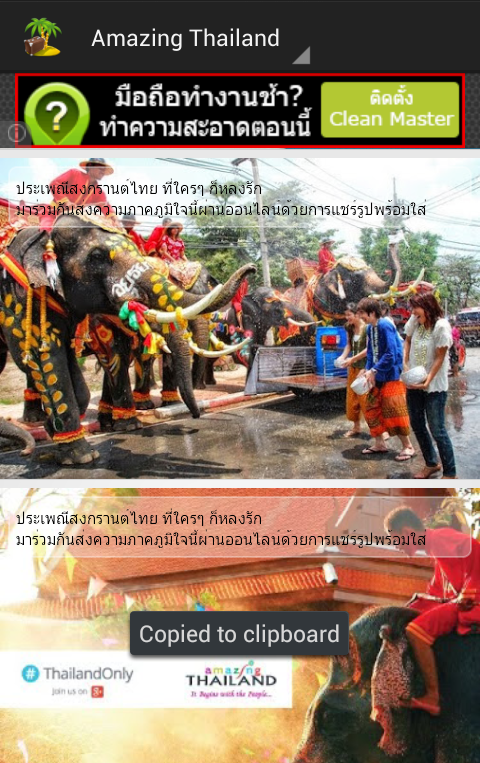 Amazing Thailand
มือถือทำงานช้า?
ทำความสะอาดตอนนี้
ติดตั้ง
Clean Master
ประเพณีสงกรานต์ไทย ที่ใครๆ ก็หลงรัก
มาร่วมกันส่งความภาคภูมิใจนี้ผ่านออนไลน์ด้วยการแชร์รูปพร้อมใส่
ประเพณีสงกรานต์ไทย ที่ใครๆ ก็หลงรัก
มาร่วมกันส่งความภาคภูมิใจนี้ผ่านออนไลน์ด้วยการแชร์รูปพร้อมใส่
Copied to clipboard
#ThailandOnly
join us on g+
amazing
THAILAND
It Begins with the People...